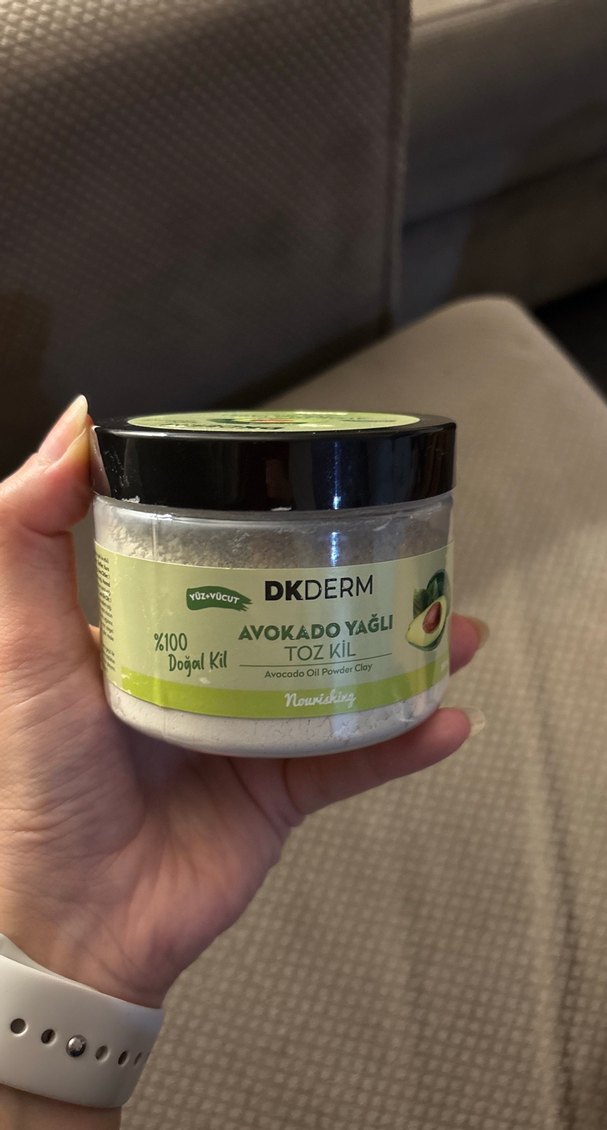 YÜZ+VÜCUT
DKDERM
%100
Doğal Kil
AVOKADO YAĞLI
TOZ KİL
Avocado Oil Powder Clay
Nourishing